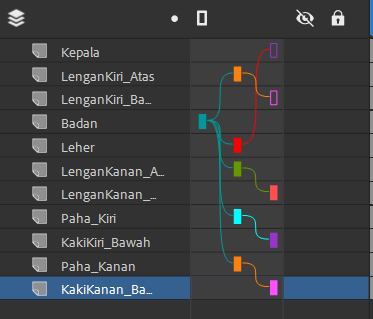 Kepala
LenganKiri_Atas
LenganKiri_Ba...
Badan
Leher
LenganKanan_A...
LenganKanan_...
Paha_Kiri
KakiKiri_Bawah
Paha_Kanan
KakiKanan_Ba...